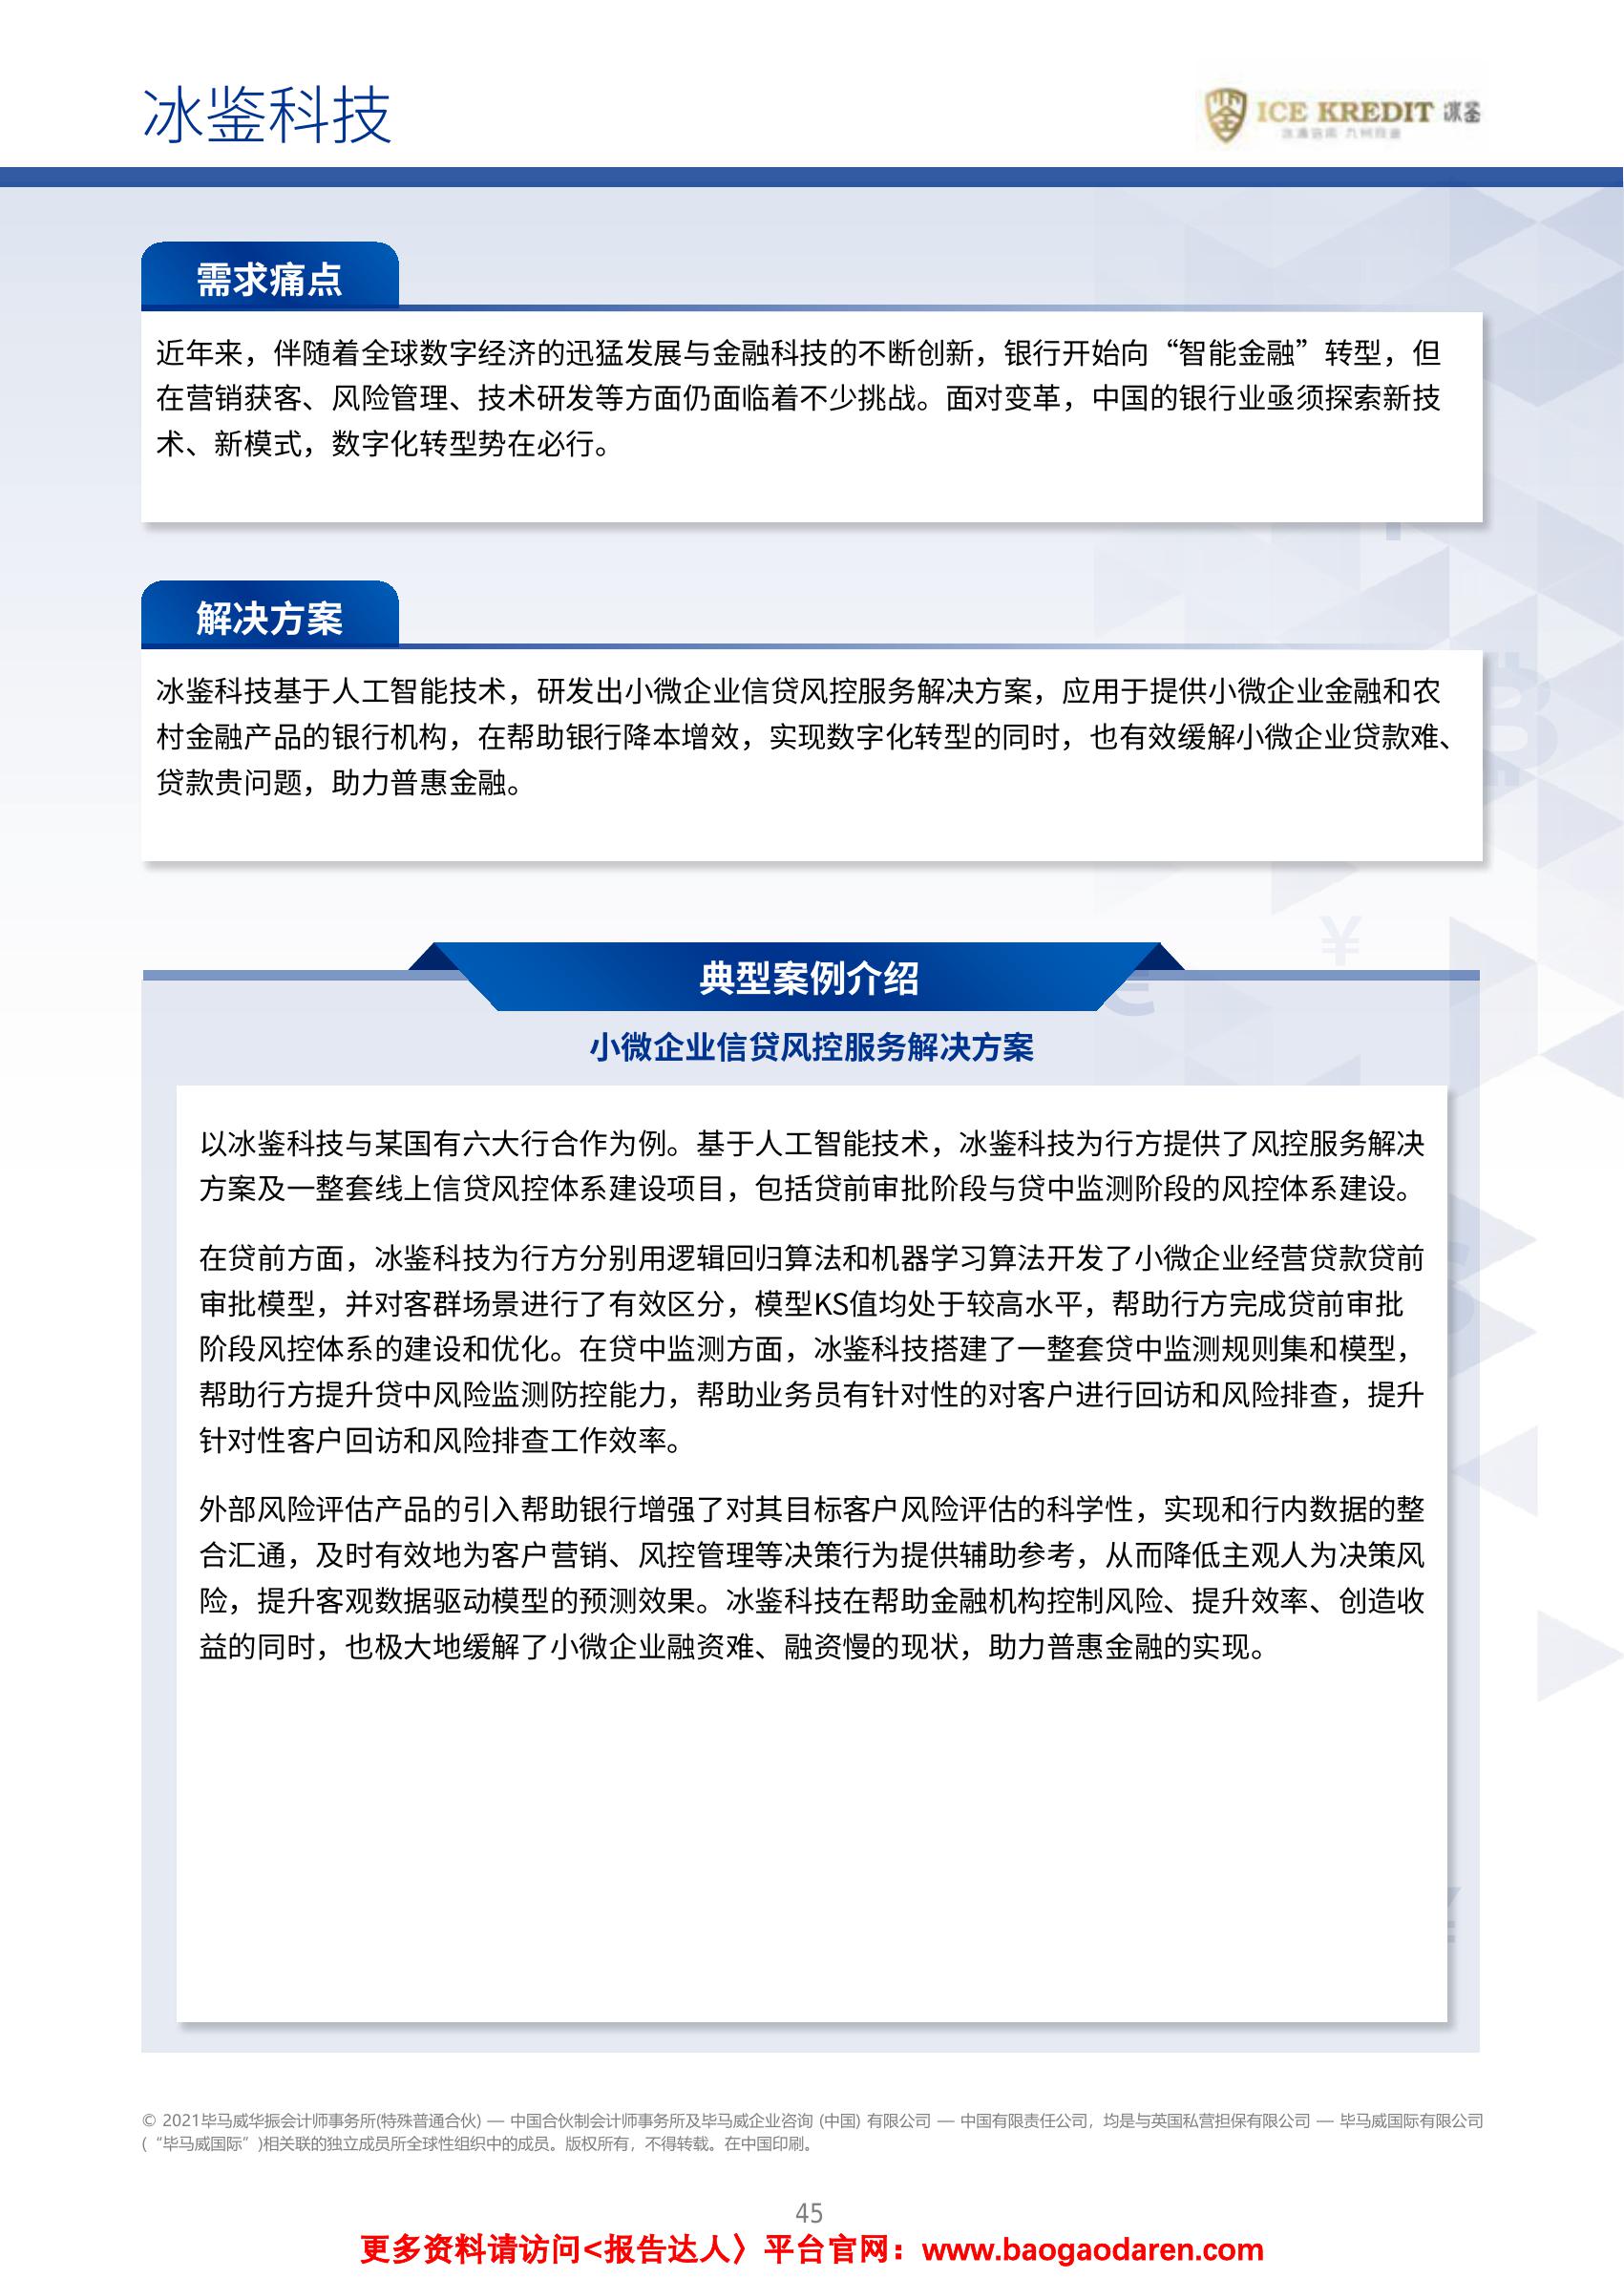 冰鉴科技
ICE KREDIT 冰鉴
需求痛点
近年来，伴随着全球数字经济的迅猛发展与金融科技的不断创新，银行开始向“智能金融”转型，但
在营销获客、风险管理、技术研发等方面仍面临着不少挑战。面对变革，中国的银行业亟须探索新技
术、新模式，数字化转型势在必行。
解决方案
冰鉴科技基于人工智能技术，研发出小微企业信贷风控服务解决方案，应用于提供小微企业金融和农
村金融产品的银行机构，在帮助银行降本增效，实现数字化转型的同时，也有效缓解小微企业贷款难、
贷款贵问题，助力普惠金融。
典型案例介绍
小微企业信贷风控服务解决方案
以冰鉴科技与某国有六大行合作为例。基于人工智能技术，冰鉴科技为行方提供了风控服务解决
方案及一整套线上信贷风控体系建设项目，包括贷前审批阶段与贷中监测阶段的风控体系建设。
在贷前方面，冰鉴科技为行方分别用逻辑回归算法和机器学习算法开发了小微企业经营贷款贷前
审批模型，并对客群场景进行了有效区分，模型KS值均处于较高水平，帮助行方完成贷前审批
阶段风控体系的建设和优化。在贷中监测方面，冰鉴科技搭建了一整套贷中监测规则集和模型，
帮助行方提升贷中风险监测防控能力，帮助业务员有针对性的对客户进行回访和风险排查，提升
针对性客户回访和风险排查工作效率。
外部风险评估产品的引入帮助银行增强了对其目标客户风险评估的科学性，实现和行内数据的整
合汇通，及时有效地为客户营销、风控管理等决策行为提供辅助参考，从而降低主观人为决策风
险，提升客观数据驱动模型的预测效果。冰鉴科技在帮助金融机构控制风险、提升效率、创造收
益的同时，也极大地缓解了小微企业融资难、融资慢的现状，助力普惠金融的实现。
© 2021毕马威华振会计师事务所(特殊普通合伙) — 中国合伙制会计师事务所及毕马威企业咨询 (中国) 有限公司 — 中国有限责任公司，均是与英国私营担保有限公司 — 毕马威国际有限公司
(“毕马威国际”)相关联的独立成员所全球性组织中的成员。版权所有，不得转载。在中国印刷。
45
更多资料请访问<报告达人〉平台官网：www.baogaodaren.com